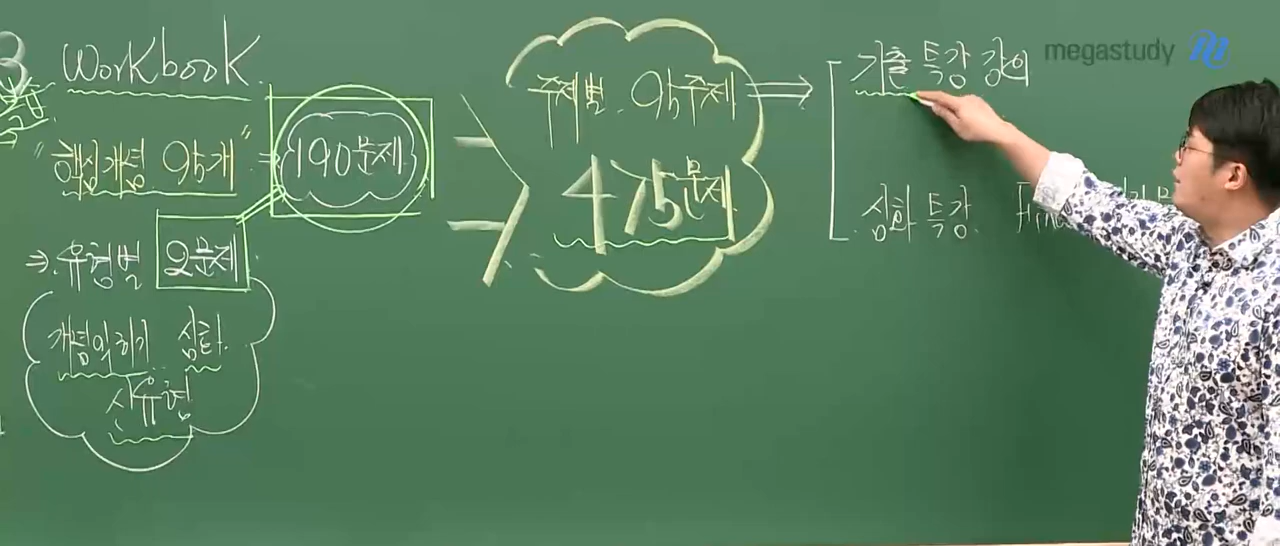 3 Workbook.
"핵심개념 95개" ⇒ 190문제
⇒ 유형별 2문제
개념익히기 심화
신유형
주제별 95주제
475문제
⇒ 기출 특강 강의
심화 특강
megastudy